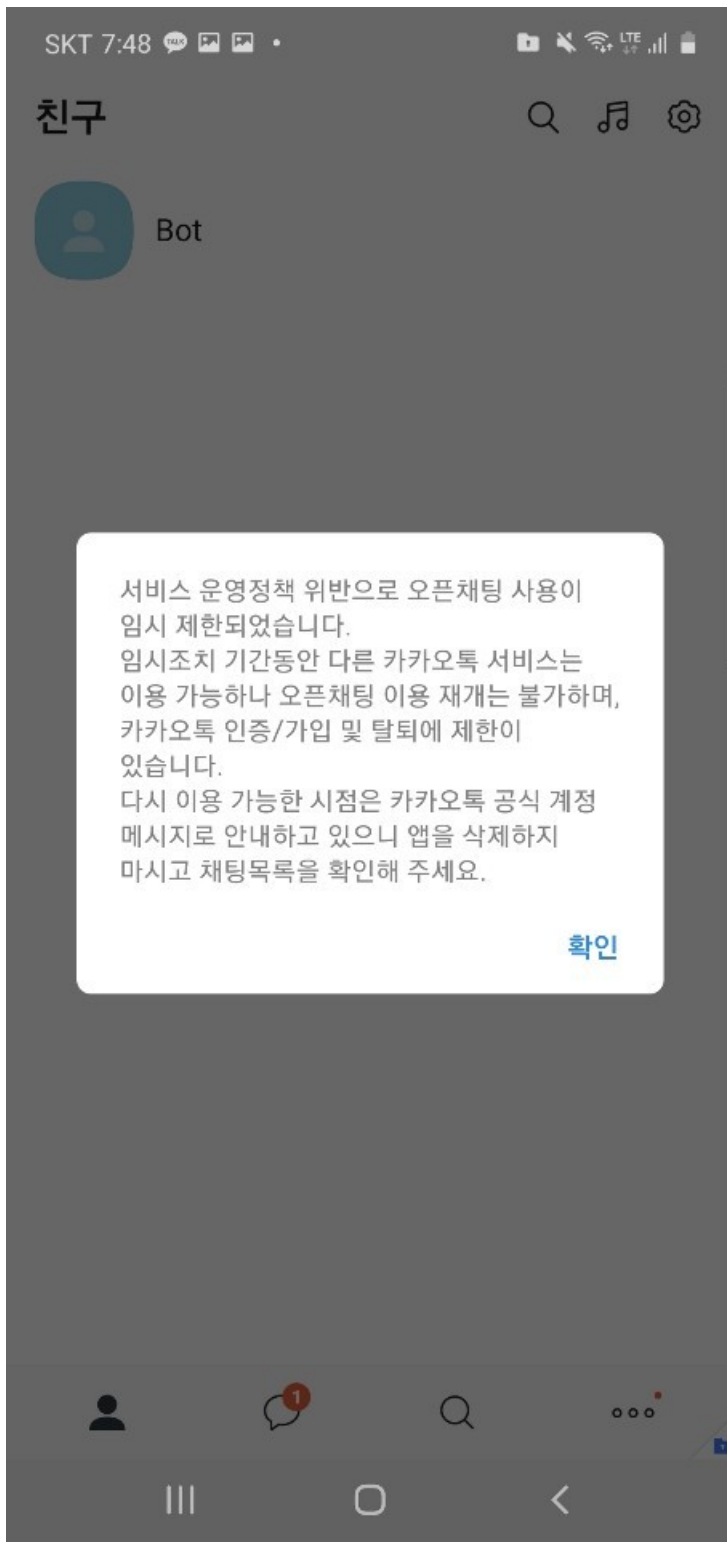 SKT 7:48
LTE
친구
Bot
서비스 운영정책 위반으로 오픈채팅 사용이
임시 제한되었습니다.
임시조치 기간동안 다른 카카오톡 서비스는
이용 가능하나 오픈채팅 이용 재개는 불가하며,
카카오톡 인증/가입 및 탈퇴에 제한이
있습니다.
다시 이용 가능한 시점은 카카오톡 공식 계정
메시지로 안내하고 있으니 앱을 삭제하지
마시고 채팅목록을 확인해 주세요.
확인
1